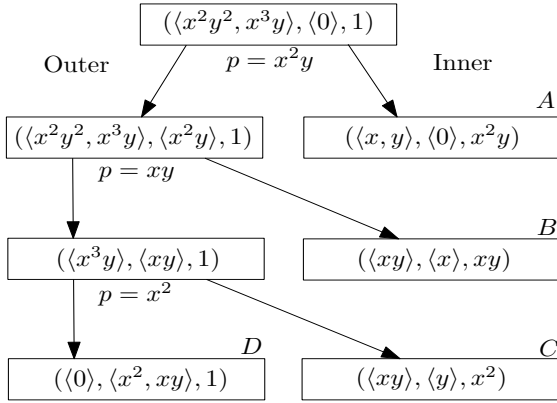 (⟨x²y², x³y⟩, ⟨0⟩, 1)
Outer p = x²y Inner
A
(⟨x²y², x³y⟩, ⟨x²y⟩, 1) (⟨x, y⟩, ⟨0⟩, x²y)
p = xy
B
(⟨x³y⟩, ⟨xy⟩, 1) (⟨xy⟩, ⟨x⟩, xy)
p = x²
D C
(⟨0⟩, ⟨x², xy⟩, 1) (⟨xy⟩, ⟨y⟩, x²)